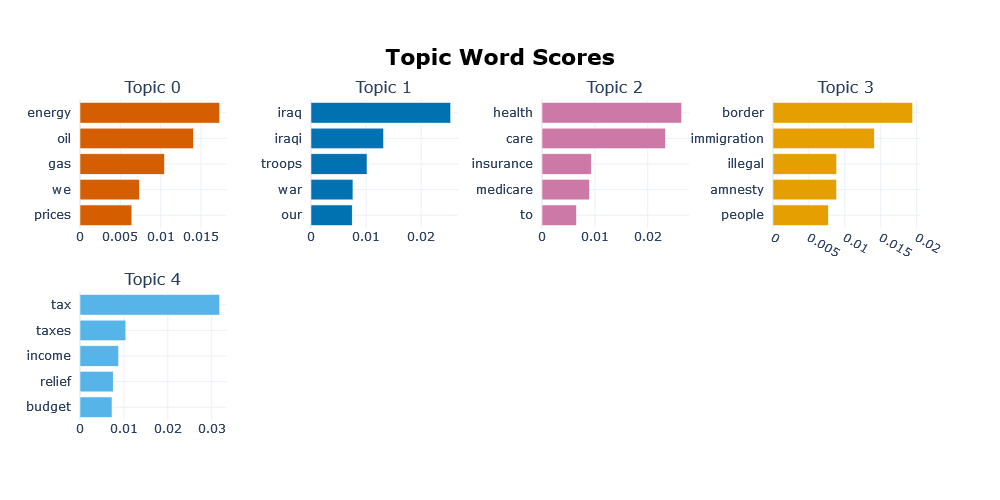 Topic Word Scores
Topic 0
energy
oil
gas
we
prices
0 0.005 0.01 0.015
Topic 1
iraq
iraqi
troops
war
our
0 0.01 0.02
Topic 2
health
care
insurance
medicare
to
0 0.01 0.02
Topic 3
border
immigration
illegal
amnesty
people
0 0.005 0.01 0.015 0.02
Topic 4
tax
taxes
income
relief
budget
0 0.01 0.02 0.03